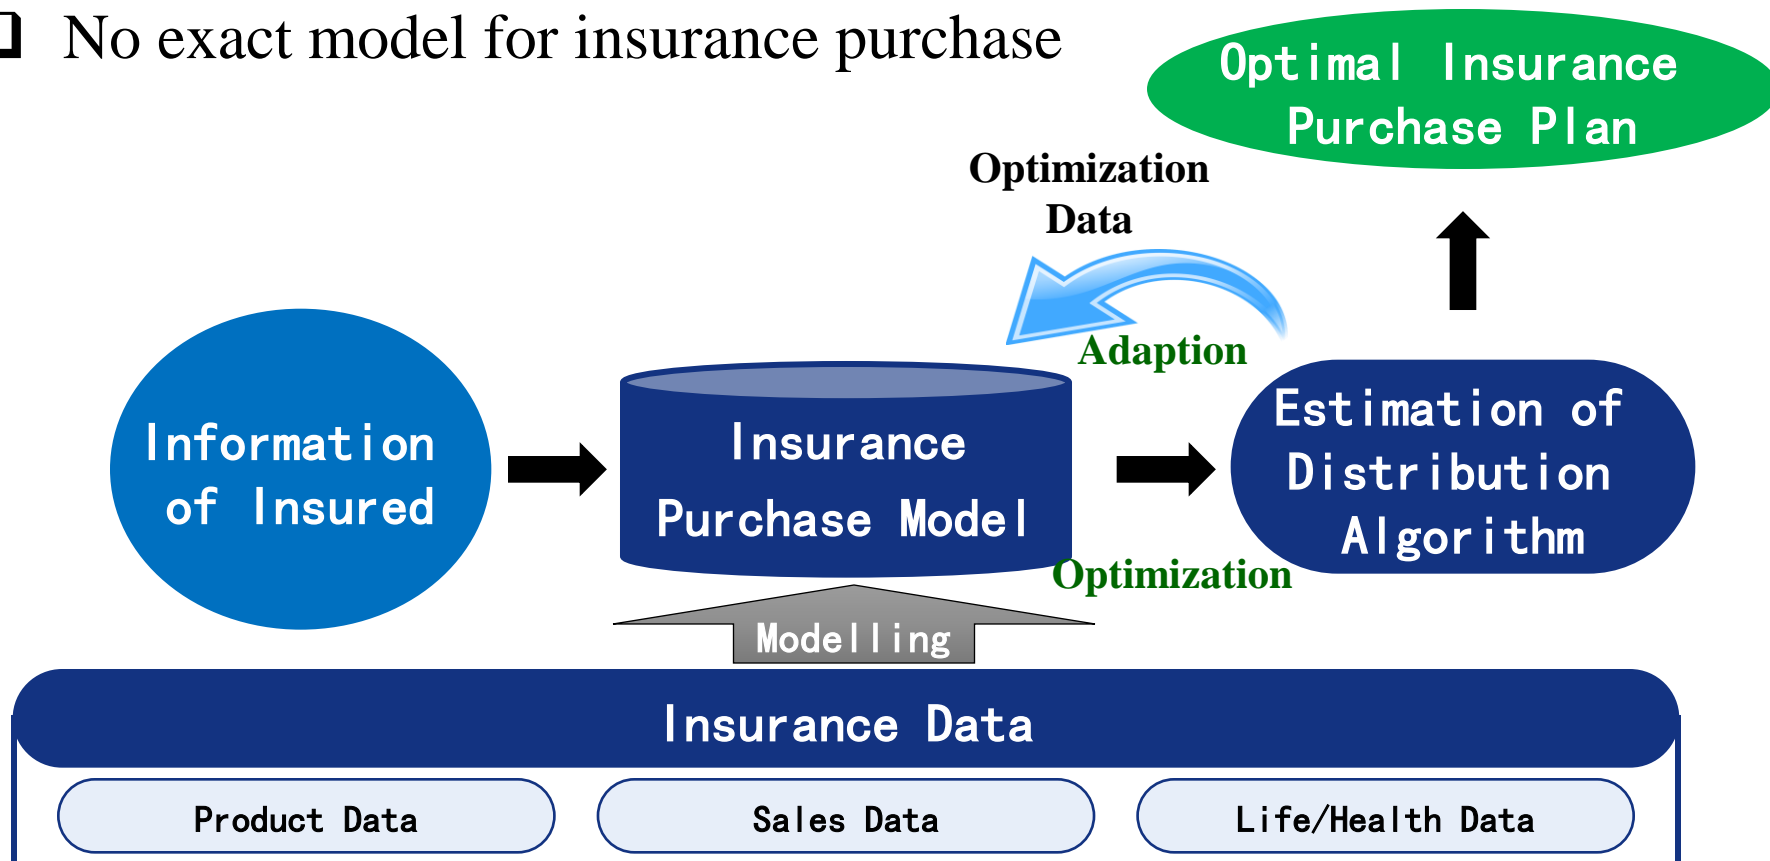 No exact model for insurance purchase
Optimal Insurance
Purchase Plan
Optimization
Data
Adaption
Information
of Insured
Insurance
Purchase Model
Estimation of
Distribution
Algorithm
Optimization
Modelling
Insurance Data
Product Data
Sales Data
Life/Health Data